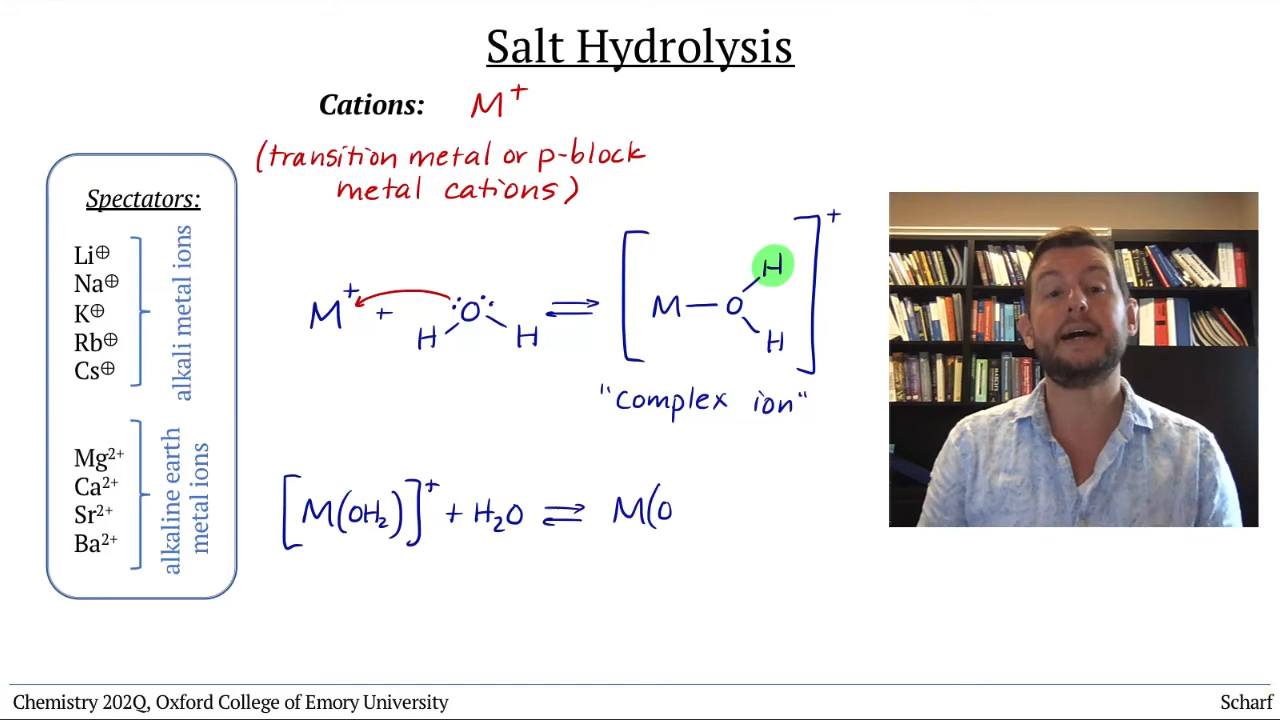 Salt Hydrolysis
Cations: M⁺
(transition metal or p-block
metal cations)
Spectators:
Li⊕
Na⊕
K⊕
Rb⊕
Cs⊕
alkali metal ions
Mg²⁺
Ca²⁺
Sr²⁺
Ba²⁺
alkaline earth
metal ions
M⁺ + :Ö H H ⇌ [M—O H H]⁺
"complex ion"
[M(OH₂)]⁺ + H₂O ⇌ M(O
Chemistry 202Q, Oxford College of Emory University
Scharf